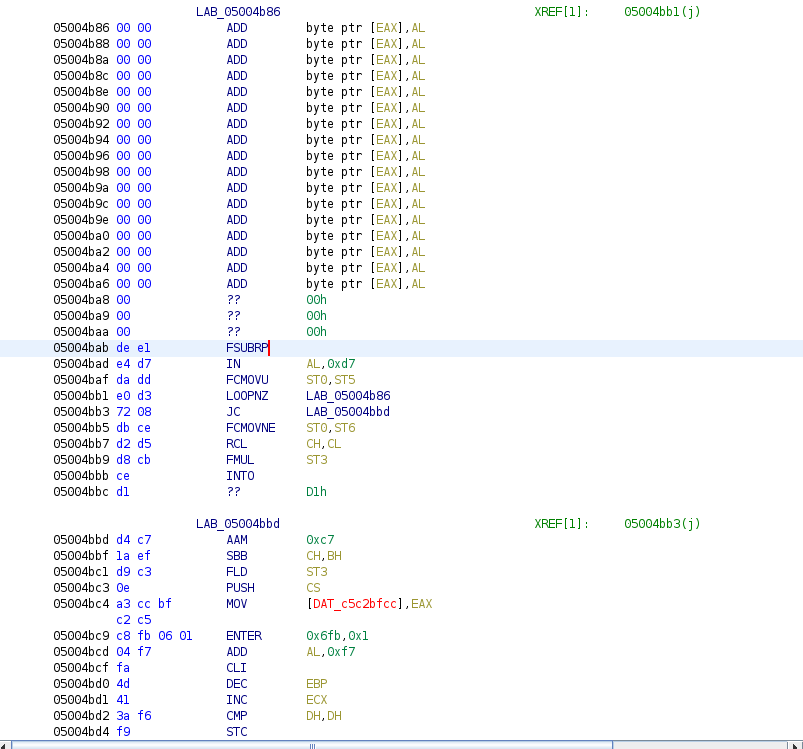 LAB_05004b86 XREF[1]: 05004bb1(j)
05004b86 00 00 ADD byte ptr [EAX],AL
05004b88 00 00 ADD byte ptr [EAX],AL
05004b8a 00 00 ADD byte ptr [EAX],AL
05004b8c 00 00 ADD byte ptr [EAX],AL
05004b8e 00 00 ADD byte ptr [EAX],AL
05004b90 00 00 ADD byte ptr [EAX],AL
05004b92 00 00 ADD byte ptr [EAX],AL
05004b94 00 00 ADD byte ptr [EAX],AL
05004b96 00 00 ADD byte ptr [EAX],AL
05004b98 00 00 ADD byte ptr [EAX],AL
05004b9a 00 00 ADD byte ptr [EAX],AL
05004b9c 00 00 ADD byte ptr [EAX],AL
05004b9e 00 00 ADD byte ptr [EAX],AL
05004ba0 00 00 ADD byte ptr [EAX],AL
05004ba2 00 00 ADD byte ptr [EAX],AL
05004ba4 00 00 ADD byte ptr [EAX],AL
05004ba6 00 00 ADD byte ptr [EAX],AL
05004ba8 00 ?? 00h
05004ba9 00 ?? 00h
05004baa 00 ?? 00h
05004bab de e1 FSUBRP
05004bad e4 d7 IN AL,0xd7
05004baf da dd FCMOVU ST0,ST5
05004bb1 e0 d3 LOOPNZ LAB_05004b86
05004bb3 72 08 JC LAB_05004bbd
05004bb5 db ce FCMOVNE ST0,ST6
05004bb7 d2 d5 RCL CH,CL
05004bb9 d8 cb FMUL ST3
05004bbb ce INTO
05004bbc d1 ?? D1h
LAB_05004bbd XREF[1]: 05004bb3(j)
05004bbd d4 c7 AAM 0xc7
05004bbf 1a ef SBB CH,BH
05004bc1 d9 c3 FLD ST3
05004bc3 0e PUSH CS
05004bc4 a3 cc bf MOV [DAT_c5c2bfcc],EAX
c2 c5
05004bc9 c8 fb 06 01 ENTER 0x6fb,0x1
05004bcd 04 f7 ADD AL,0xf7
05004bcf fa CLI
05004bd0 4d DEC EBP
05004bd1 41 INC ECX
05004bd2 3a f6 CMP DH,DH
05004bd4 f9 STC